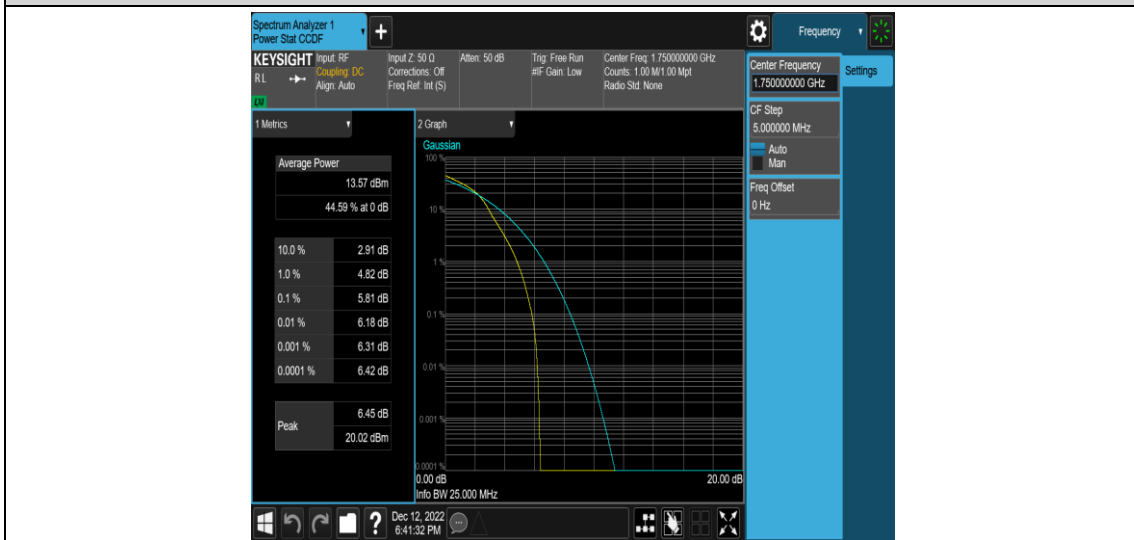 Spectrum Analyzer 1
Power Stat CCDF
+
Frequency
KEYSIGHT
RL
Input: RF
Coupling: DC
Align: Auto
Input Z: 50 Ω
Corrections: Off
Freq Ref: Int (S)
Atten: 50 dB
Trig: Free Run
#IF Gain: Low
Center Freq: 1.750000000 GHz
Counts: 1.00 M/1.00 Mpt
Radio Std: None
Center Frequency
1.750000000 GHz
Settings
CF Step
5.000000 MHz
Auto
Man
Freq Offset
0 Hz
1 Metrics
Average Power
13.57 dBm
44.59 % at 0 dB
10.0 % 2.91 dB
1.0 % 4.82 dB
0.1 % 5.81 dB
0.01 % 6.18 dB
0.001 % 6.31 dB
0.0001 % 6.42 dB
Peak 6.45 dB
20.02 dBm
2 Graph
Gaussian
100 %
10 %
1 %
0.1 %
0.01 %
0.001 %
0.0001 %
0.00 dB 20.00 dB
Info BW 25.000 MHz
?
Dec 12, 2022
6:41:32 PM